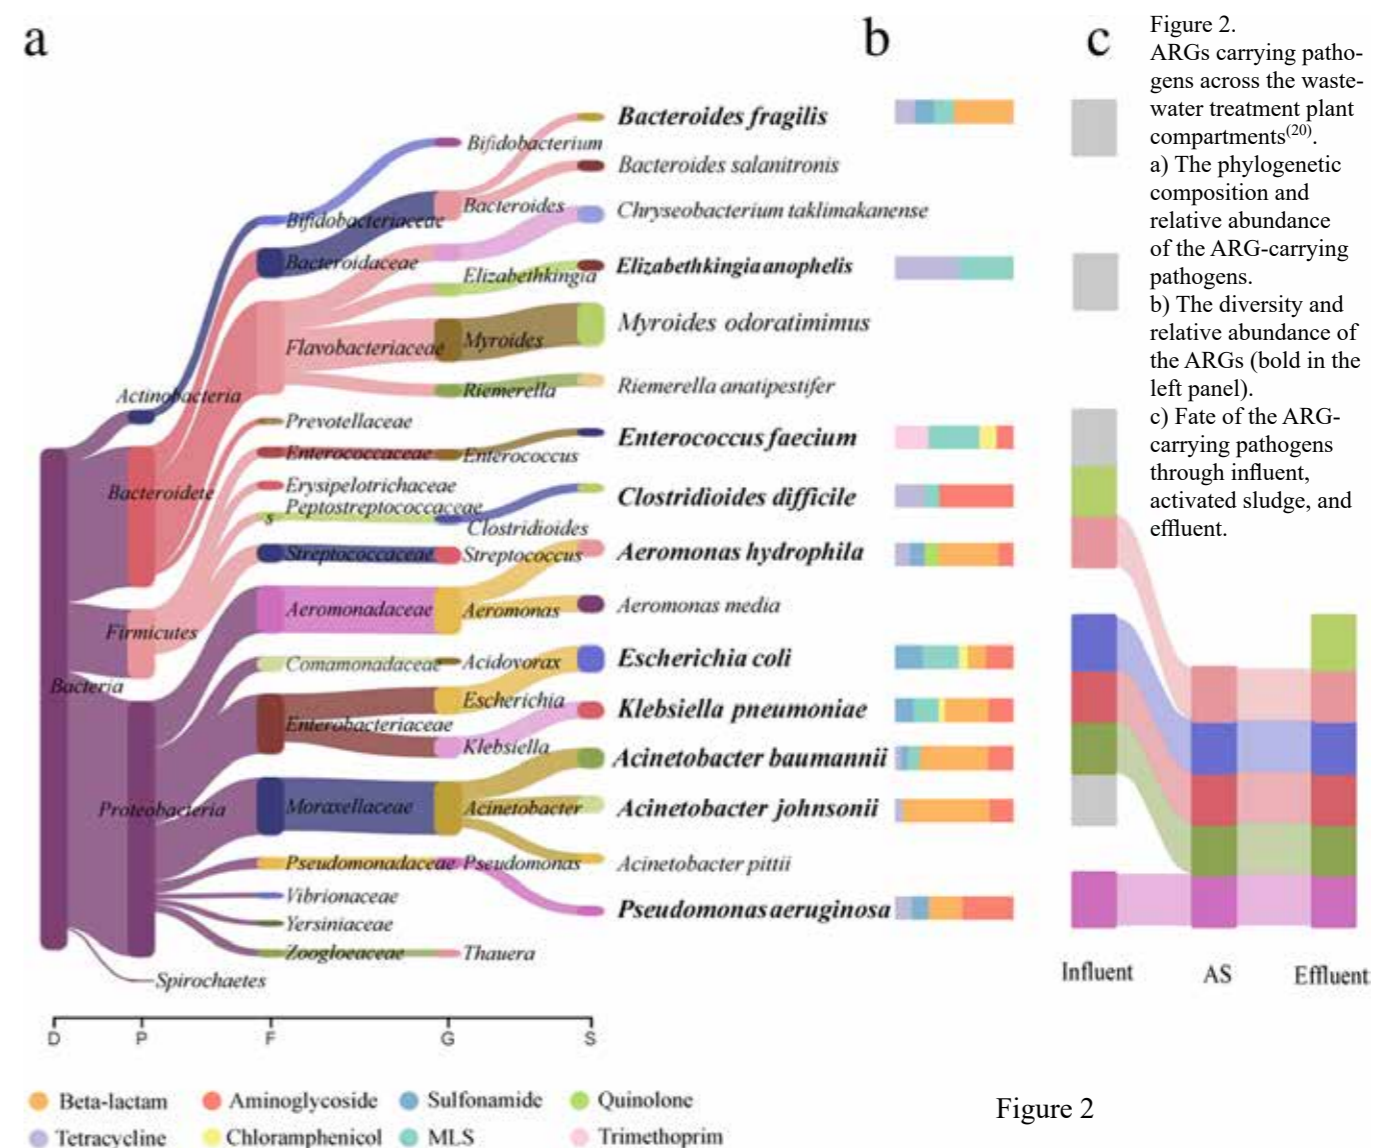 a
b
c
Figure 2.
ARGs carrying patho-
gens across the waste-
water treatment plant
compartments(20).
a) The phylogenetic
composition and
relative abundance
of the ARG-carrying
pathogens.
b) The diversity and
relative abundance of
the ARGs (bold in the
left panel).
c) Fate of the ARG-
carrying pathogens
through influent,
activated sludge, and
effluent.
Bacteria
Actinobacteria
Bacteroidete
s
Firmicutes
Proteobacteria
Spirochaetes
Bifidobacteriaceae
Bacteroidaceae
Flavobacteriaceae
Prevotellaceae
Enterococcaceae
Erysipelotrichaceae
Peptostreptococcaceae
Streptococcaceae
Aeromonadaceae
Comamonadaceae
Enterobacteriaceae
Moraxellaceae
Pseudomonadaceae
Vibrionaceae
Yersiniaceae
Zoogloeaceae
Bifidobacterium
Bacteroides
Elizabethkingia
Myroides
Riemerella
Enterococcus
Clostridioides
Streptococcus
Aeromonas
Acidovorax
Escherichia
Klebsiella
Acinetobacter
Pseudomonas
Thauera
Bacteroides fragilis
Bacteroides salanitronis
Chryseobacterium taklimakanense
Elizabethkingia anophelis
Myroides odoratimimus
Riemerella anatipestifer
Enterococcus faecium
Clostridioides difficile
Aeromonas hydrophila
Aeromonas media
Escherichia coli
Klebsiella pneumoniae
Acinetobacter baumannii
Acinetobacter johnsonii
Acinetobacter pittii
Pseudomonas aeruginosa
Influent AS Effluent
D P F G S
Beta-lactam Aminoglycoside Sulfonamide Quinolone
Tetracycline Chloramphenicol MLS Trimethoprim
Figure 2